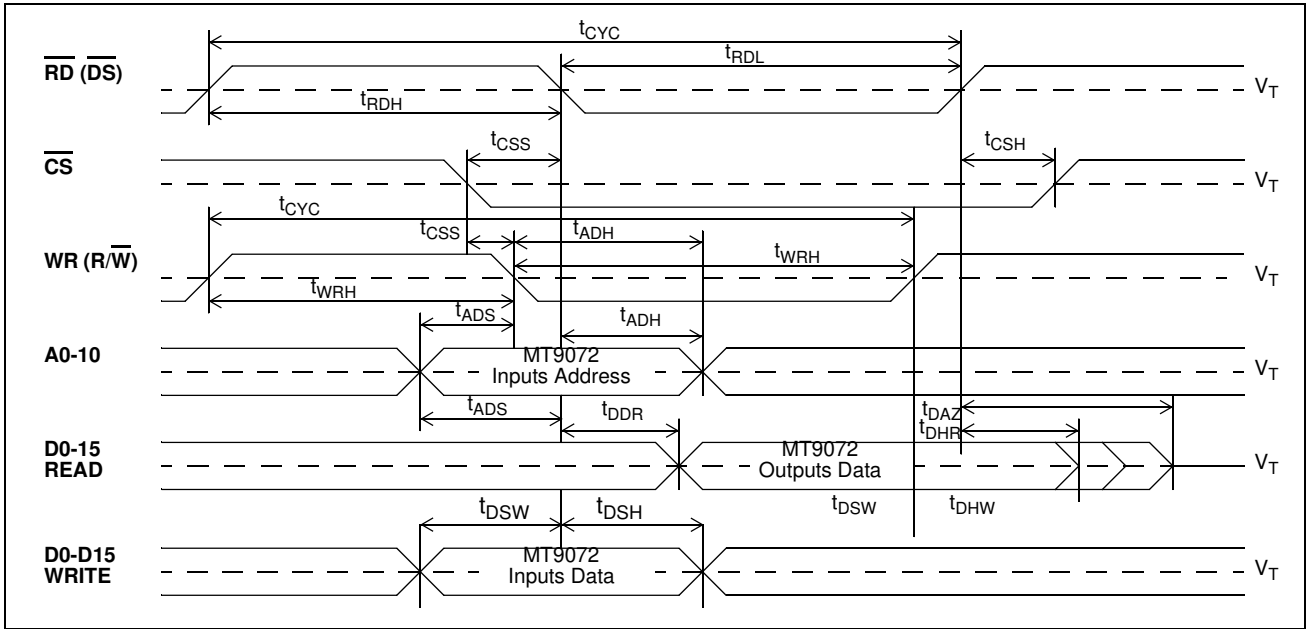 tCYC
RD (DS)
tRDL
VT
tRDH
tCSS
tCSH
CS
VT
tCYC
tCSS
tADH
WR (R/W)
tWRH
VT
tWRH
tADS
tADH
A0-10
MT9072
Inputs Address
VT
tADS
tDDR
tDAZ
tDHR
D0-15
READ
MT9072
Outputs Data
VT
tDSW
tDHW
tDSW
tDSH
D0-D15
WRITE
MT9072
Inputs Data
VT